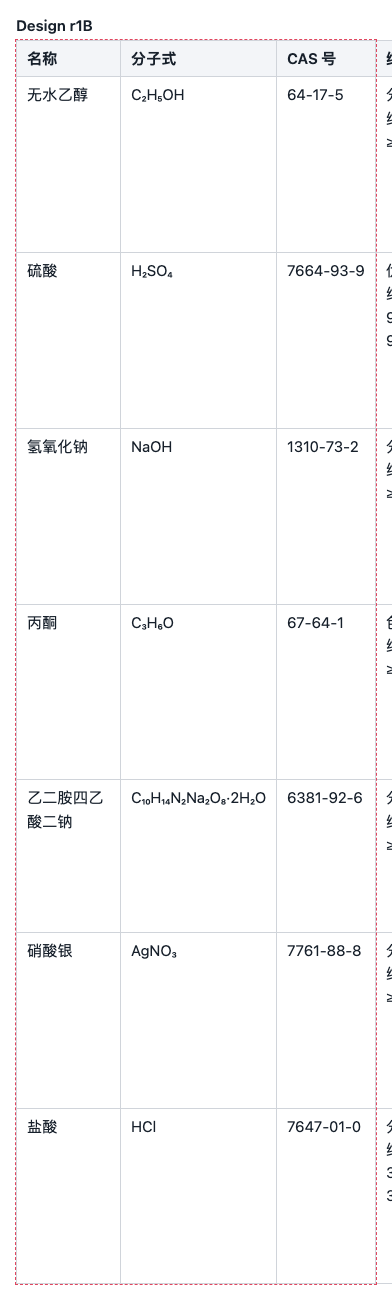 Design r1B
名称 分子式 CAS 号
无水乙醇 C₂H₅OH 64-17-5
硫酸 H₂SO₄ 7664-93-9
氢氧化钠 NaOH 1310-73-2
丙酮 C₃H₆O 67-64-1
乙二胺四乙 C₁₀H₁₄N₂Na₂O₈·2H₂O 6381-92-6
酸二钠
硝酸银 AgNO₃ 7761-88-8
盐酸 HCl 7647-01-0